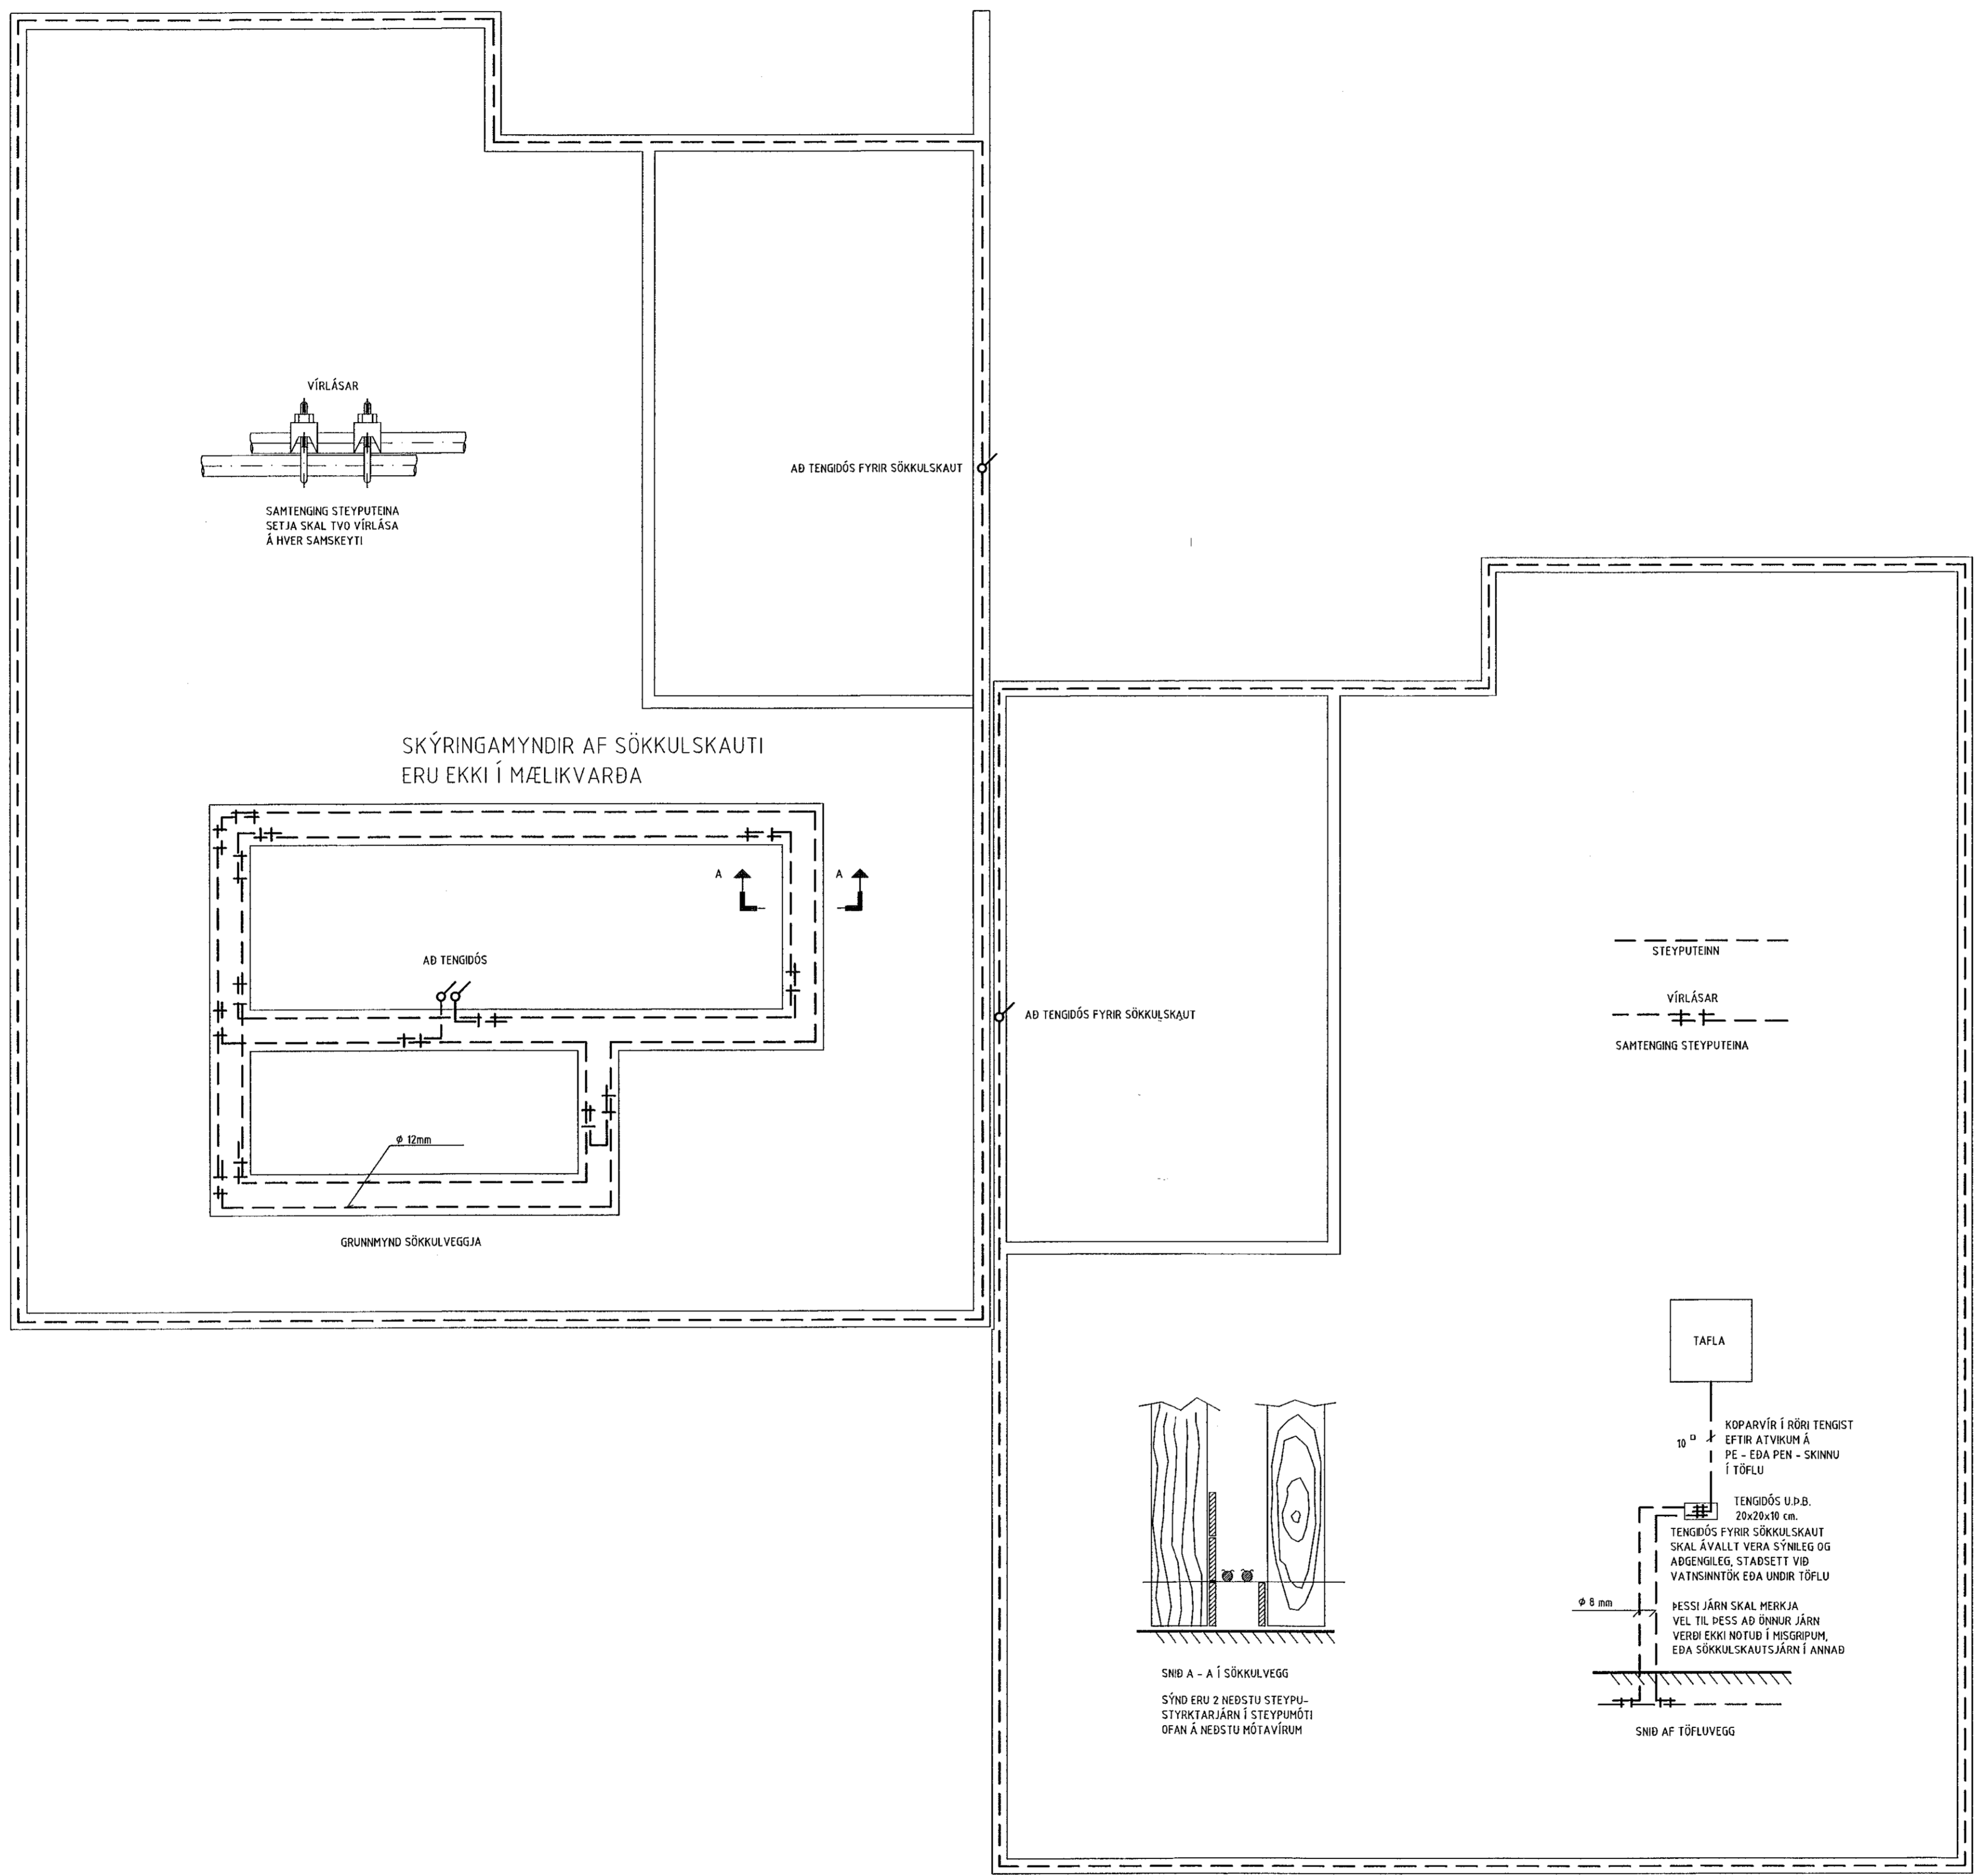 VÍRLÁSAR
SAMTENGING STEYPUTEINA
SETJA SKAL TVO VÍRLÁSA
Á HVER SAMSKEYTI
AÐ TENGIDÓS FYRIR SÖKKULSKAUT
SKÝRINGAMYNDIR AF SÖKKULSKAUTI
ERU EKKI Í MÆLIKVARÐA
A
A
AÐ TENGIDÓS
ϕ 12mm
GRUNNMYND SÖKKULVEGGJA
AÐ TENGIDÓS FYRIR SÖKKULSKAUT
STEYPUTEINN
VÍRLÁSAR
SAMTENGING STEYPUTEINA
TAFLA
KOPARVÍR Í RÖRI TENGIST
EFTIR ATVIKUM Á
PE - EÐA PEN - SKINNU
Í TÖFLU
10 □
TENGIDÓS U.Þ.B.
20x20x10 cm.
TENGIDÓS FYRIR SÖKKULSKAUT
SKAL ÁVALLT VERA SÝNILEG OG
AÐGENGILEG, STAÐSETT VIÐ
VATNSINNTÖK EÐA UNDIR TÖFLU
ϕ 8 mm
ÞESSI JÁRN SKAL MERKJA
VEL TIL ÞESS AÐ ÖNNUR JÁRN
VERÐI EKKI NOTUÐ Í MISGRIPUM,
EÐA SÖKKULSKAUTSJÁRN Í ANNAÐ
SNIÐ AF TÖFLUVEGG
SNIÐ A - A Í SÖKKULVEGG
SÝND ERU 2 NEÐSTU STEYPU-
STYRKTARJÁRN Í STEYPUMÓTI
OFAN Á NEÐSTU MÓTAVÍRUM